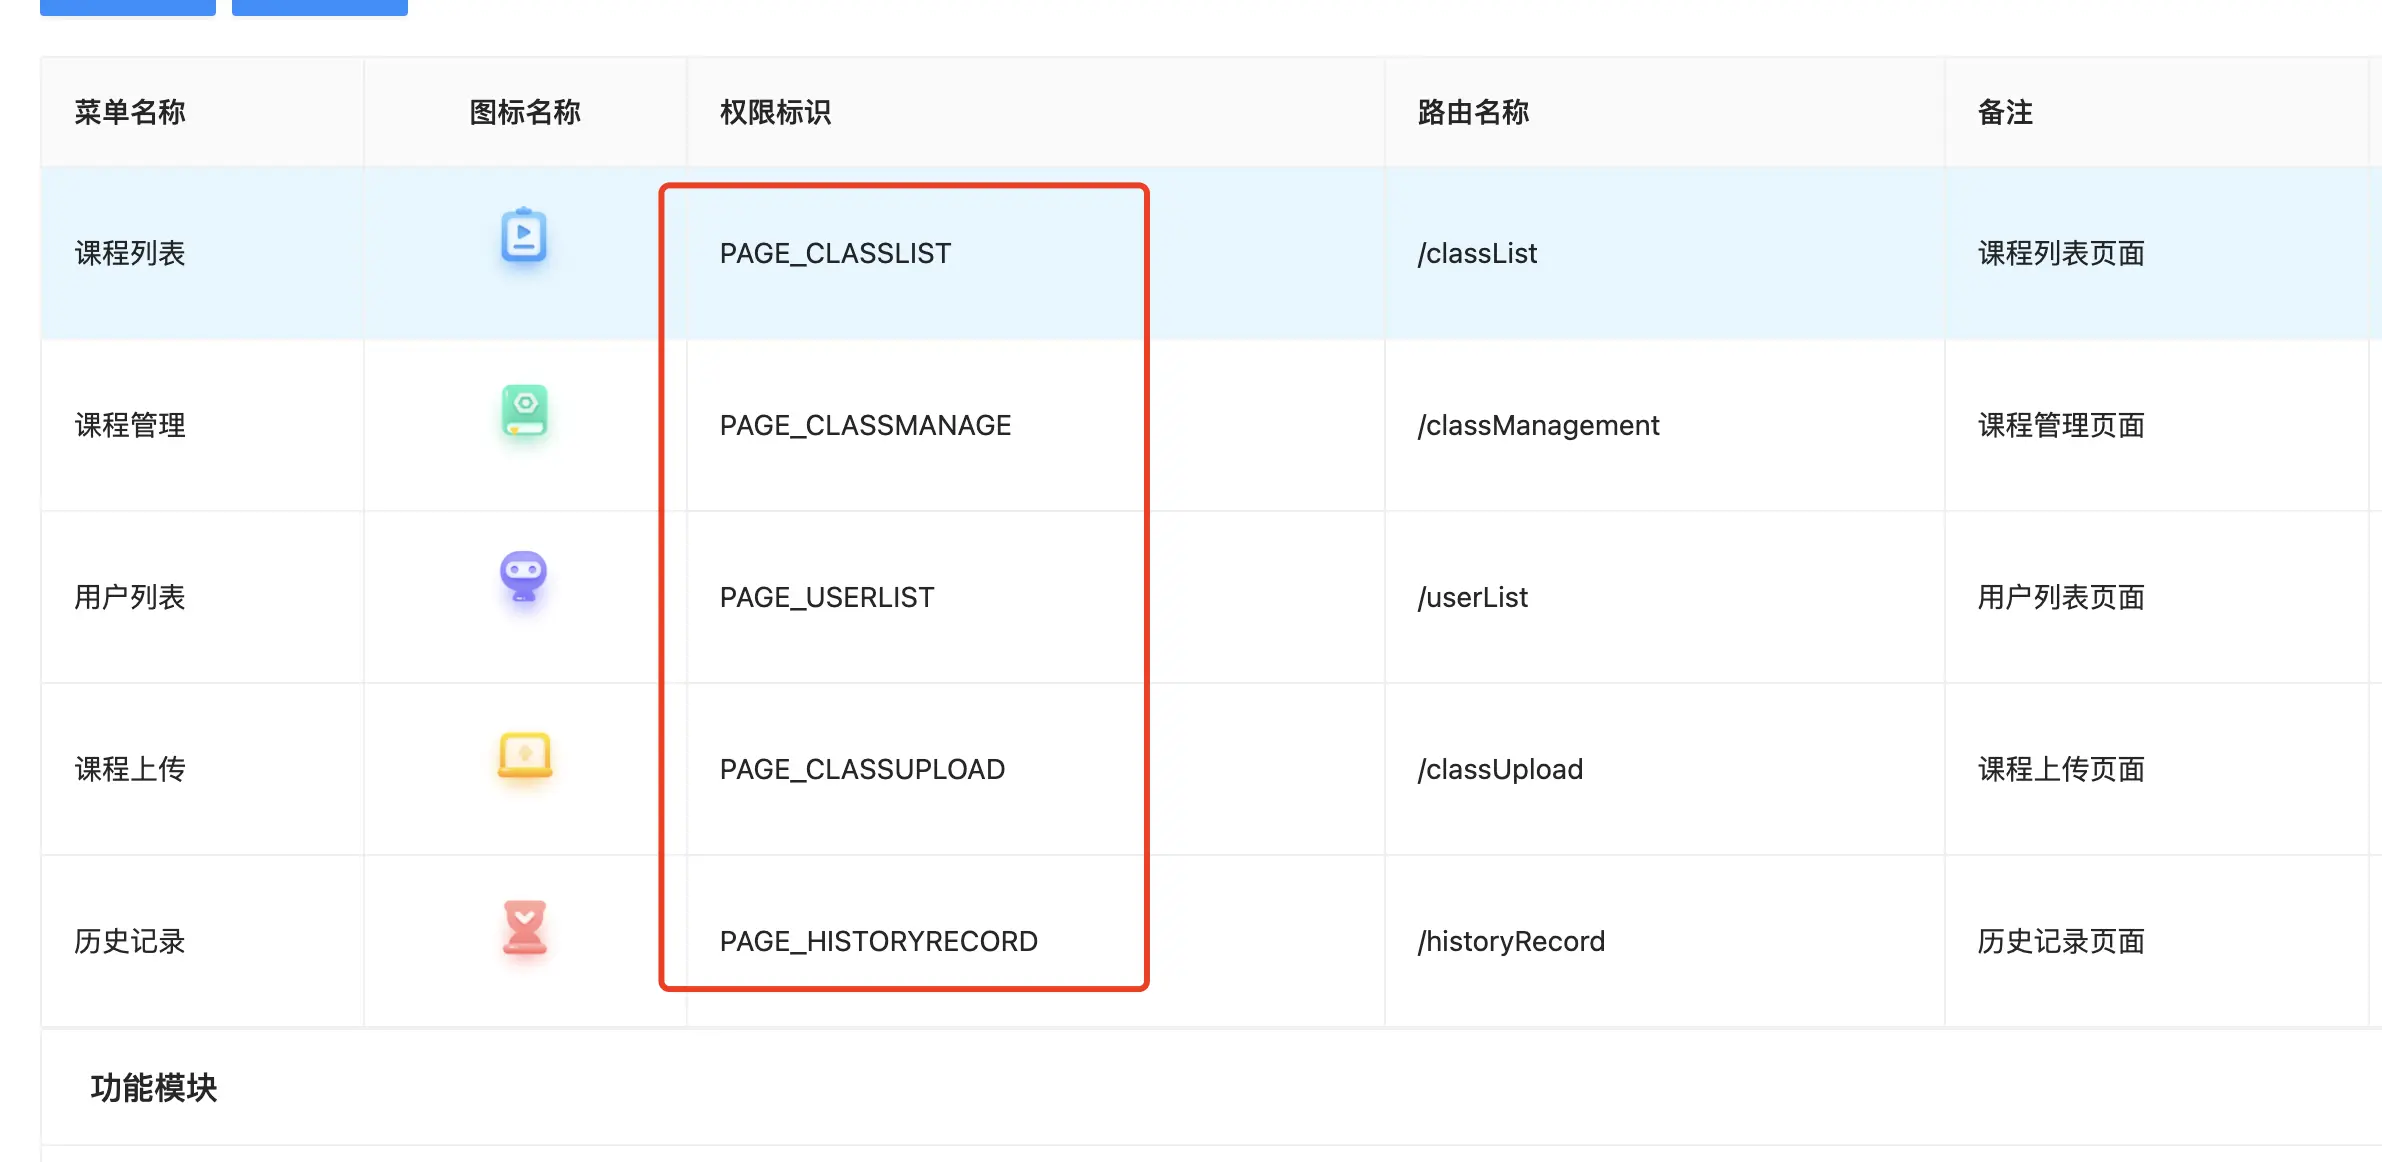 菜单名称 图标名称 权限标识 路由名称 备注
课程列表 PAGE_CLASSLIST /classList 课程列表页面
课程管理 PAGE_CLASSMANAGE /classManagement 课程管理页面
用户列表 PAGE_USERLIST /userList 用户列表页面
课程上传 PAGE_CLASSUPLOAD /classUpload 课程上传页面
历史记录 PAGE_HISTORYRECORD /historyRecord 历史记录页面
功能模块